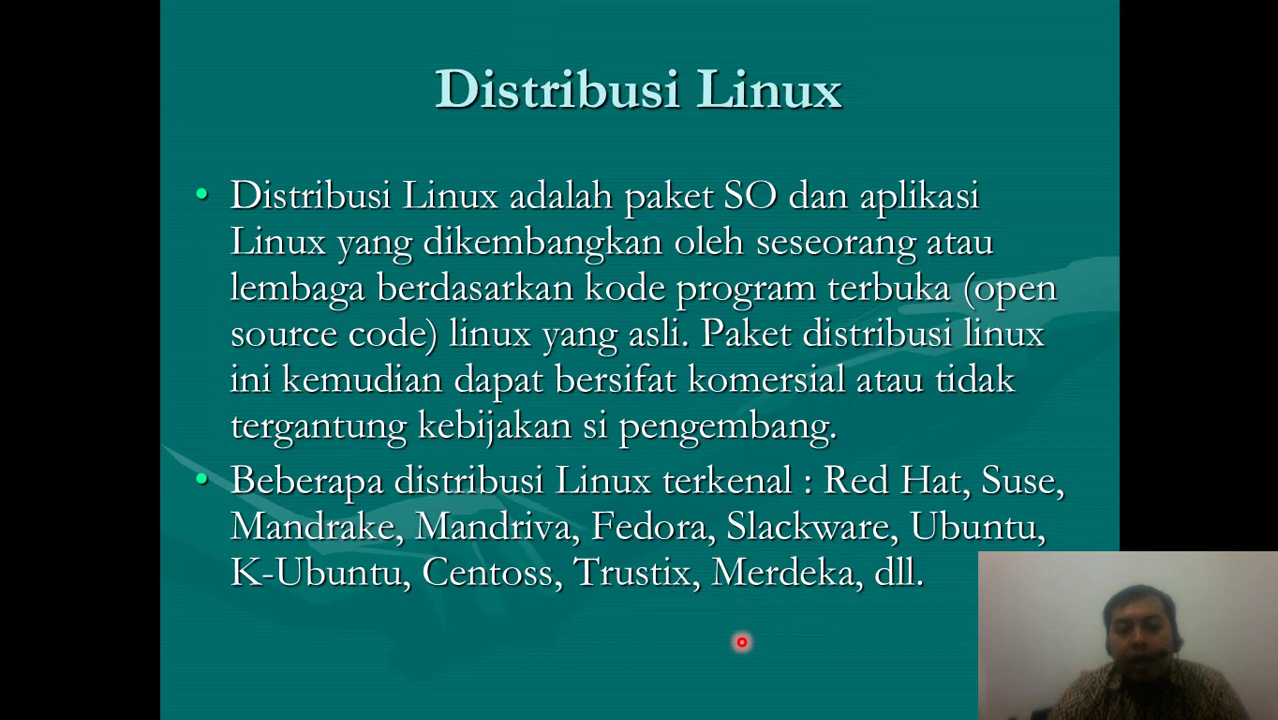 Distribusi Linux
• Distribusi Linux adalah paket SO dan aplikasi
Linux yang dikembangkan oleh seseorang atau
lembaga berdasarkan kode program terbuka (open
source code) linux yang asli. Paket distribusi linux
ini kemudian dapat bersifat komersial atau tidak
tergantung kebijakan si pengembang.
• Beberapa distribusi Linux terkenal : Red Hat, Suse,
Mandrake, Mandriva, Fedora, Slackware, Ubuntu,
K-Ubuntu, Centoss, Trustix, Merdeka, dll.